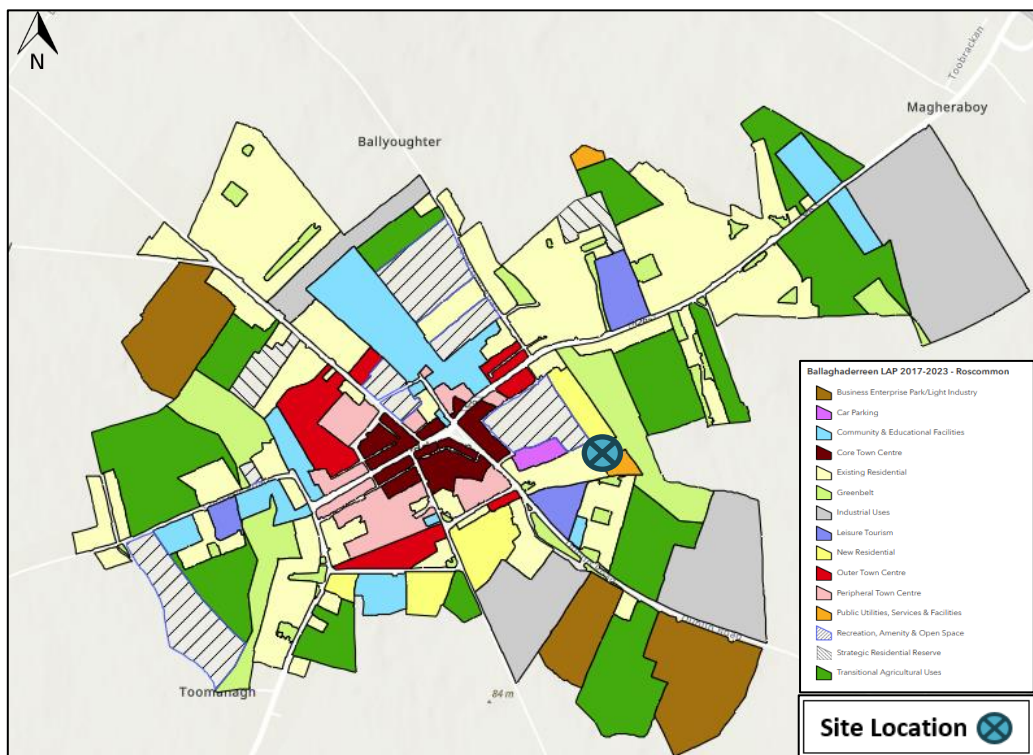 N
Toobrackan
Magheraboy
Ballyoughter
Ballaghaderreen LAP 2017-2023 - Roscommon
Business Enterprise Park/Light Industry
Car Parking
Community & Educational Facilities
Core Town Centre
Existing Residential
Greenbelt
Industrial Uses
Leisure Tourism
New Residential
Outer Town Centre
Peripheral Town Centre
Public Utilities, Services & Facilities
Recreation, Amenity & Open Space
Strategic Residential Reserve
Transitional Agricultural Uses
84 m
Site Location